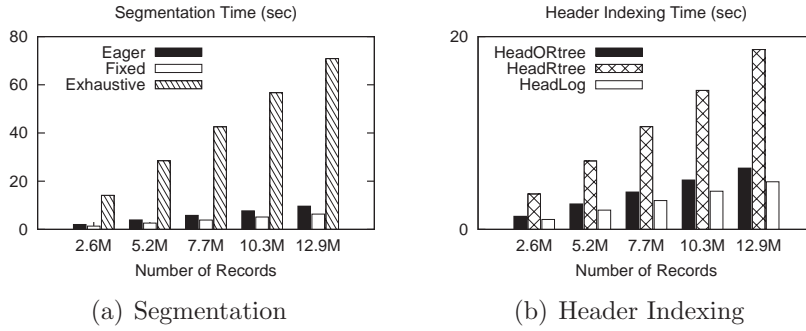 Segmentation Time (sec)
80
60
40
20
0
Eager
Fixed
Exhaustive
2.6M 5.2M 7.7M 10.3M 12.9M
Number of Records
(a) Segmentation
Header Indexing Time (sec)
20
0
HeadORtree
HeadRtree
HeadLog
2.6M 5.2M 7.7M 10.3M 12.9M
Number of Records
(b) Header Indexing